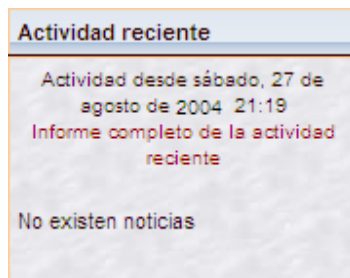 Actividad reciente
Actividad desde sábado, 27 de
agosto de 2004 21:19
Informe completo de la actividad
reciente
No existen noticias